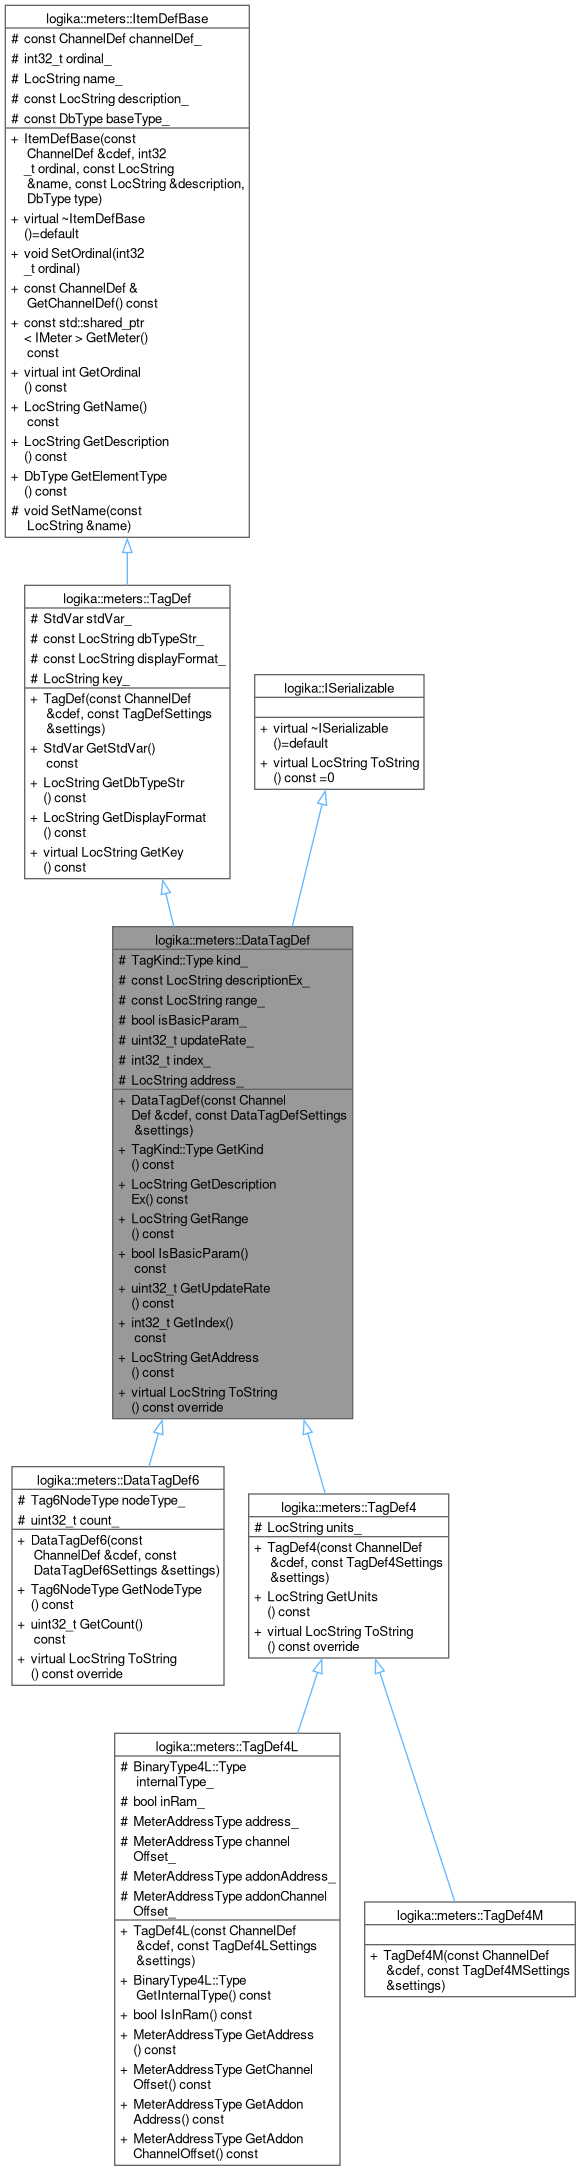 logika::meters::ItemDefBase
# const ChannelDef channelDef_
# int32_t ordinal_
# LocString name_
# const LocString description_
# const DbType baseType_
+ ItemDefBase(const
ChannelDef &cdef, int32
_t ordinal, const LocString
&name, const LocString &description,
DbType type)
+ virtual ~ItemDefBase
()=default
+ void SetOrdinal(int32
_t ordinal)
+ const ChannelDef &
GetChannelDef() const
+ const std::shared_ptr
< IMeter > GetMeter()
const
+ virtual int GetOrdinal
() const
+ LocString GetName()
const
+ LocString GetDescription
() const
+ DbType GetElementType
() const
# void SetName(const
LocString &name)
logika::meters::TagDef
# StdVar stdVar_
# const LocString dbTypeStr_
# const LocString displayFormat_
# LocString key_
+ TagDef(const ChannelDef
&cdef, const TagDefSettings
&settings)
+ StdVar GetStdVar()
const
+ LocString GetDbTypeStr
() const
+ LocString GetDisplayFormat
() const
+ virtual LocString GetKey
() const
logika::ISerializable
+ virtual ~ISerializable
()=default
+ virtual LocString ToString
() const =0
logika::meters::DataTagDef
# TagKind::Type kind_
# const LocString descriptionEx_
# const LocString range_
# bool isBasicParam_
# uint32_t updateRate_
# int32_t index_
# LocString address_
+ DataTagDef(const Channel
Def &cdef, const DataTagDefSettings
&settings)
+ TagKind::Type GetKind
() const
+ LocString GetDescription
Ex() const
+ LocString GetRange
() const
+ bool IsBasicParam()
const
+ uint32_t GetUpdateRate
() const
+ int32_t GetIndex()
const
+ LocString GetAddress
() const
+ virtual LocString ToString
() const override
logika::meters::DataTagDef6
# Tag6NodeType nodeType_
# uint32_t count_
+ DataTagDef6(const
ChannelDef &cdef, const
DataTagDef6Settings &settings)
+ Tag6NodeType GetNodeType
() const
+ uint32_t GetCount()
const
+ virtual LocString ToString
() const override
logika::meters::TagDef4
# LocString units_
+ TagDef4(const ChannelDef
&cdef, const TagDef4Settings
&settings)
+ LocString GetUnits
() const
+ virtual LocString ToString
() const override
logika::meters::TagDef4L
# BinaryType4L::Type
internalType_
# bool inRam_
# MeterAddressType address_
# MeterAddressType channel
Offset_
# MeterAddressType addonAddress_
# MeterAddressType addonChannel
Offset_
+ TagDef4L(const ChannelDef
&cdef, const TagDef4LSettings
&settings)
+ BinaryType4L::Type
GetInternalType() const
+ bool IsInRam() const
+ MeterAddressType GetAddress
() const
+ MeterAddressType GetChannel
Offset() const
+ MeterAddressType GetAddon
Address() const
+ MeterAddressType GetAddon
ChannelOffset() const
logika::meters::TagDef4M
+ TagDef4M(const ChannelDef
&cdef, const TagDef4MSettings
&settings)